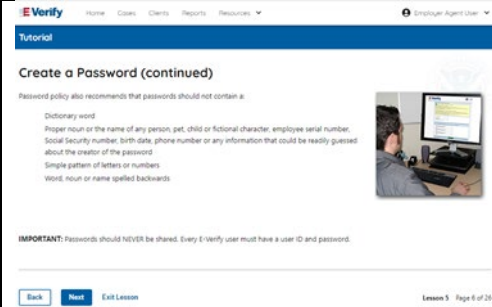 E-Verify Home Cases Clients Reports Resources Employer Agent User
Tutorial
Create a Password (continued)
Password policy also recommends that passwords should not contain a:
Dictionary word
Proper noun or the name of any person, pet, child or fictional character, employee serial number,
Social Security number, birth date, phone number or any information that could be readily guessed
about the creator of the password
Simple pattern of letters or numbers
Word, noun or name spelled backwards
IMPORTANT: Passwords should NEVER be shared. Every E-Verify user must have a user ID and password.
Back Next Exit Lesson Lesson 5 Page 6 of 26